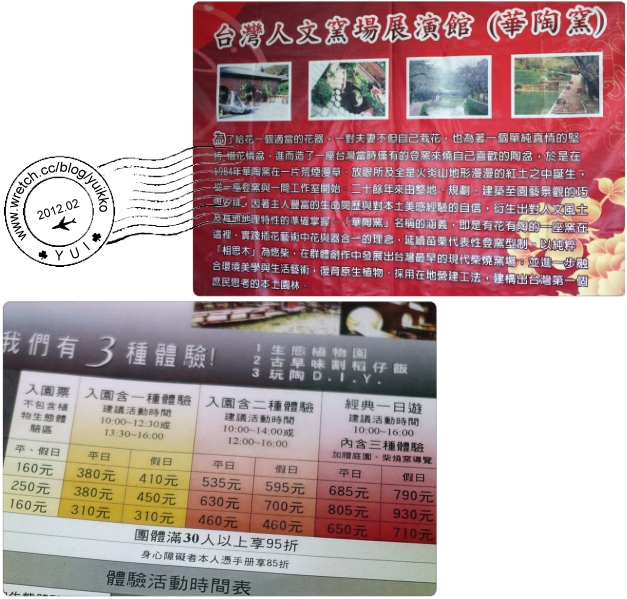 台灣人文窯場展演館 (華陶窯)
為了給花一個適當的花器，一對夫妻不但自己栽花，也為著一個單純真情的堅
持-惜花情盆，進而造了一座台灣當時僅有的登窯來燒自己喜歡的陶盆，於是在
1984年華陶窯在一片荒煙漫草，放眼所及全是火炎山地形漫漫的紅土之中誕生，
從一座登窯與一間工作室開始，二十餘年來由整地、規劃、建築至園藝景觀的巧
因著主人豐富的生命閱歷與對本土美感經驗的自信，衍生出對人文風土
及其地地理特性的準確掌握。「華陶窯」名稱的涵義，即是有花有陶的一座窯在
這裡，實踐插花藝術中花與器合一的理念，延續苗栗代表性登窯型制，以純粹
「相思木」為燃柴，在群體創作中發展出台灣最早的現代柴燒窯場；並進一步融
合環境美學與生活藝術，復育原生植物、採用在地營建工法，建構出台灣第一個
庶民思考的本土園林。
www.wretch.cc/blog/yuikko
2012.02
YUI
我們有3種體驗!
1 生態植物園
2 古早味割稻仔飯
3 玩陶D.I.Y.
入園票 入園含一種體驗 入園含二種體驗 經典一日遊
不包含植物生態體驗區 建議活動時間 建議活動時間 建議活動時間
10:00~12:30或 10:00~14:00或 10:00~16:00
13:30~16:00 12:00~16:00 內含三種體驗
加贈庭園、柴燒窯導覽
平、假日 平日 假日 平日 假日 平日 假日
160元 380元 410元 535元 595元 685元 790元
250元 380元 450元 630元 700元 805元 930元
160元 310元 310元 460元 460元 650元 710元
團體滿30人以上享95折
身心障礙者本人憑手册享85折
體驗活動時間表